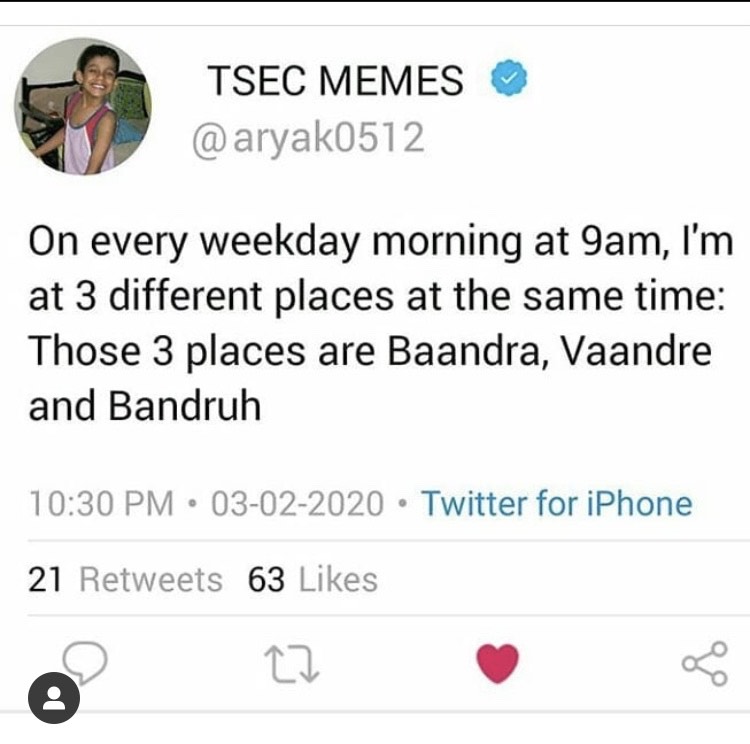 TSEC MEMES
@aryak0512
On every weekday morning at 9am, I'm
at 3 different places at the same time:
Those 3 places are Baandra, Vaandre
and Bandruh
10:30 PM • 03-02-2020 • Twitter for iPhone
21 Retweets 63 Likes